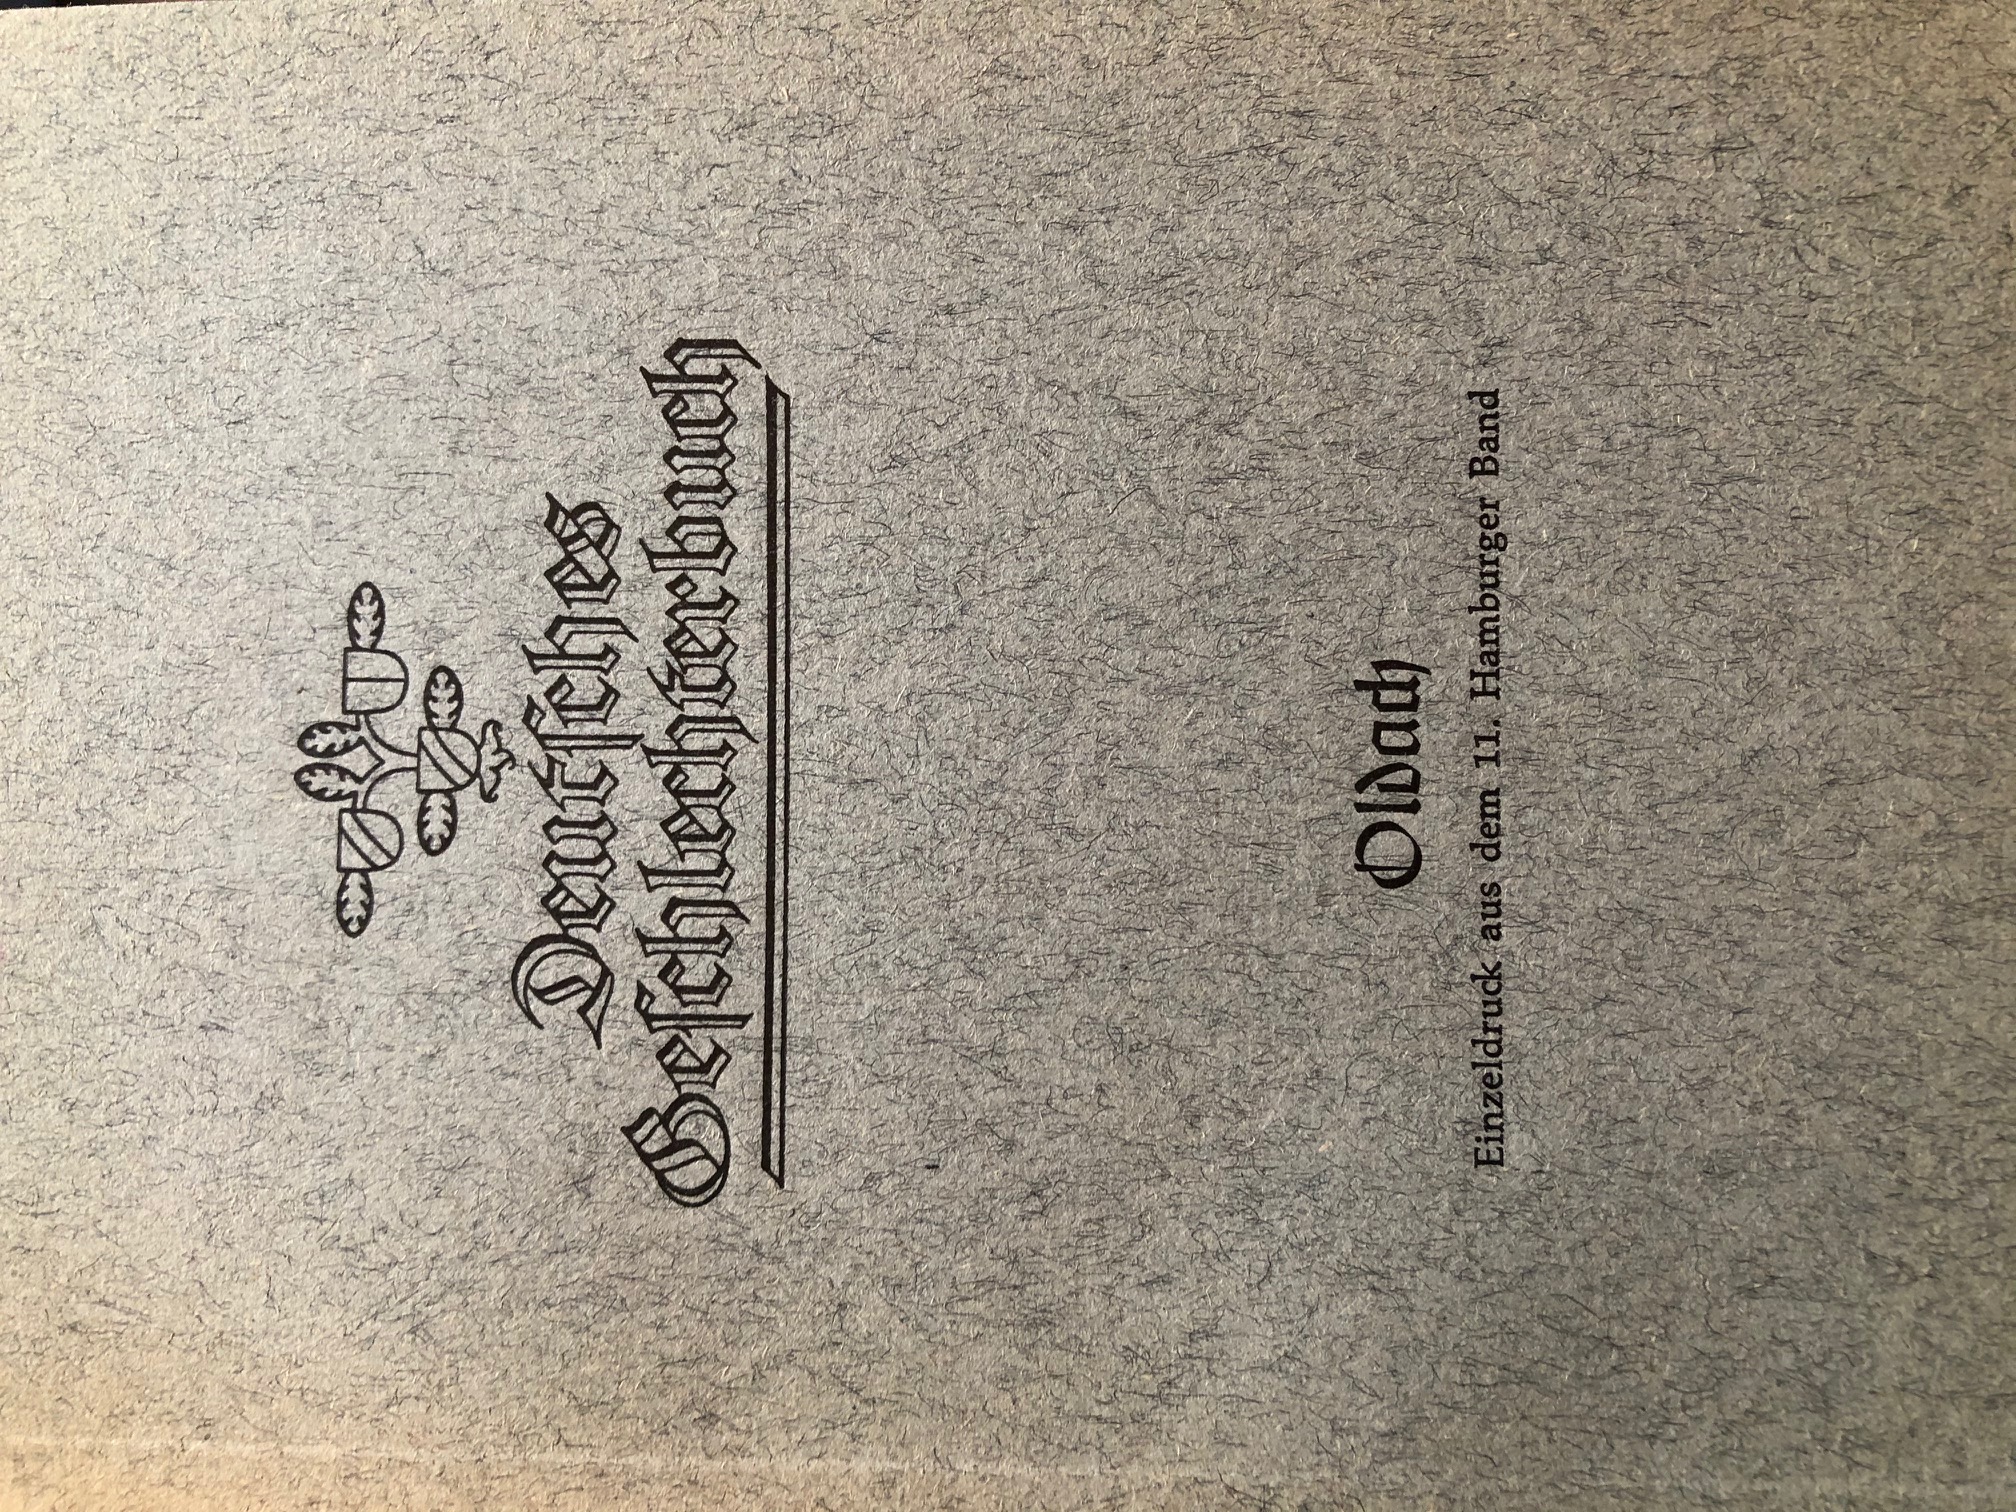 Deutſches
Geſchlechterbuch
Oldach
Einzeldruck aus dem 11. Hamburger Band